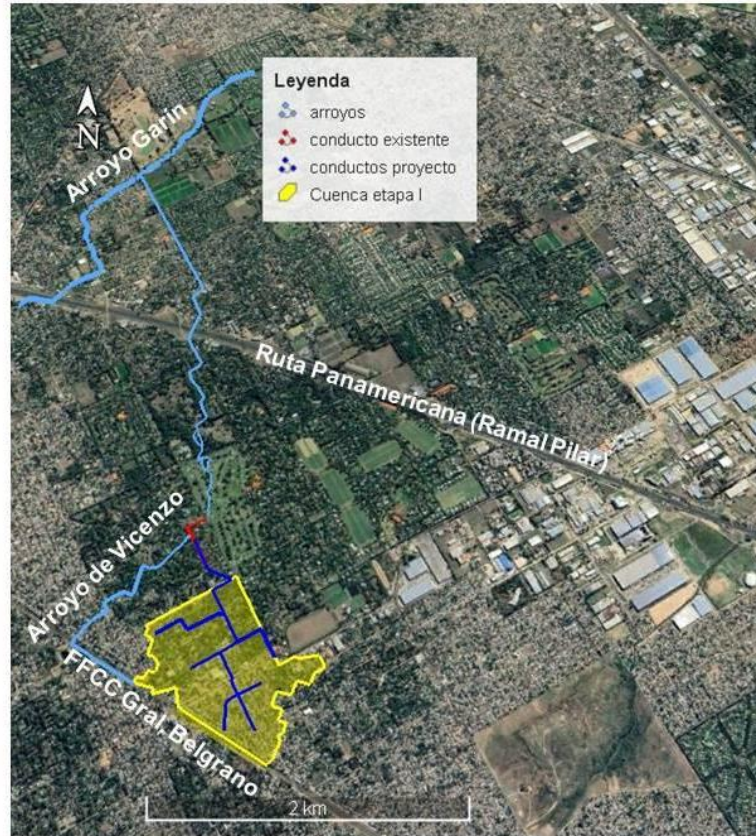 Leyenda
arroyos
conducto existente
conductos proyecto
Cuenca etapa I
N
Arroyo Garín
Ruta Panamericana (Ramal Pilar)
Arroyo de Vicenzo
FFCC Gral. Belgrano
2 km